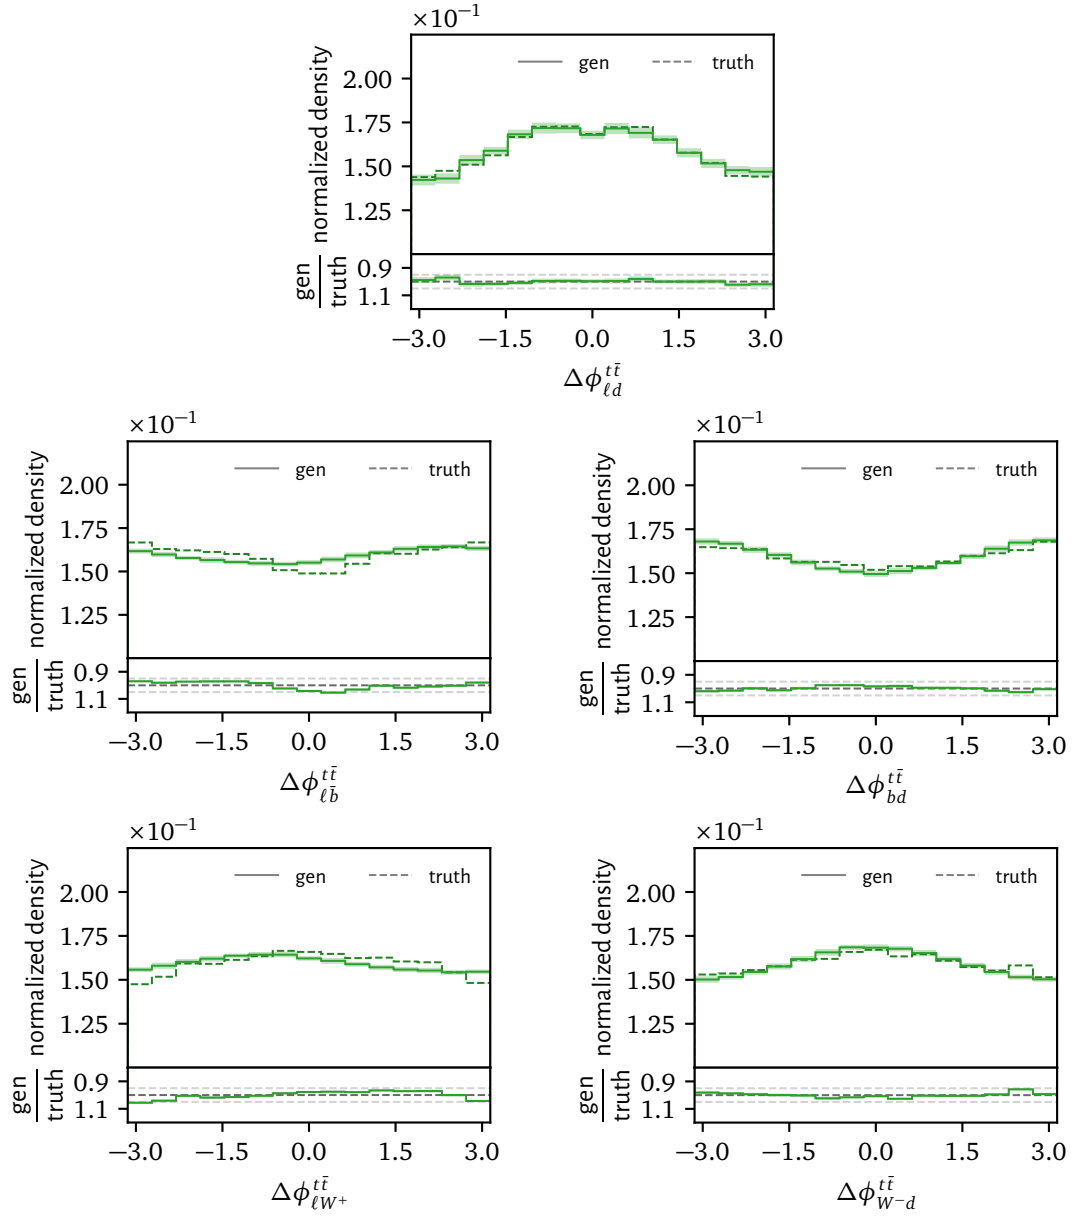 ×10⁻¹
normalized density
2.00
1.75
1.50
1.25
gen truth
gen
truth
0.9
1.1
−3.0 −1.5 0.0 1.5 3.0
Δϕ_{ℓd}^{tt̄}
×10⁻¹
normalized density
2.00
1.75
1.50
1.25
gen truth
gen
truth
0.9
1.1
−3.0 −1.5 0.0 1.5 3.0
Δϕ_{ℓb̄}^{tt̄}
×10⁻¹
normalized density
2.00
1.75
1.50
1.25
gen truth
gen
truth
0.9
1.1
−3.0 −1.5 0.0 1.5 3.0
Δϕ_{bd}^{tt̄}
×10⁻¹
normalized density
2.00
1.75
1.50
1.25
gen truth
gen
truth
0.9
1.1
−3.0 −1.5 0.0 1.5 3.0
Δϕ_{ℓW⁺}^{tt̄}
×10⁻¹
normalized density
2.00
1.75
1.50
1.25
gen truth
gen
truth
0.9
1.1
−3.0 −1.5 0.0 1.5 3.0
Δϕ_{W⁻d}^{tt̄}